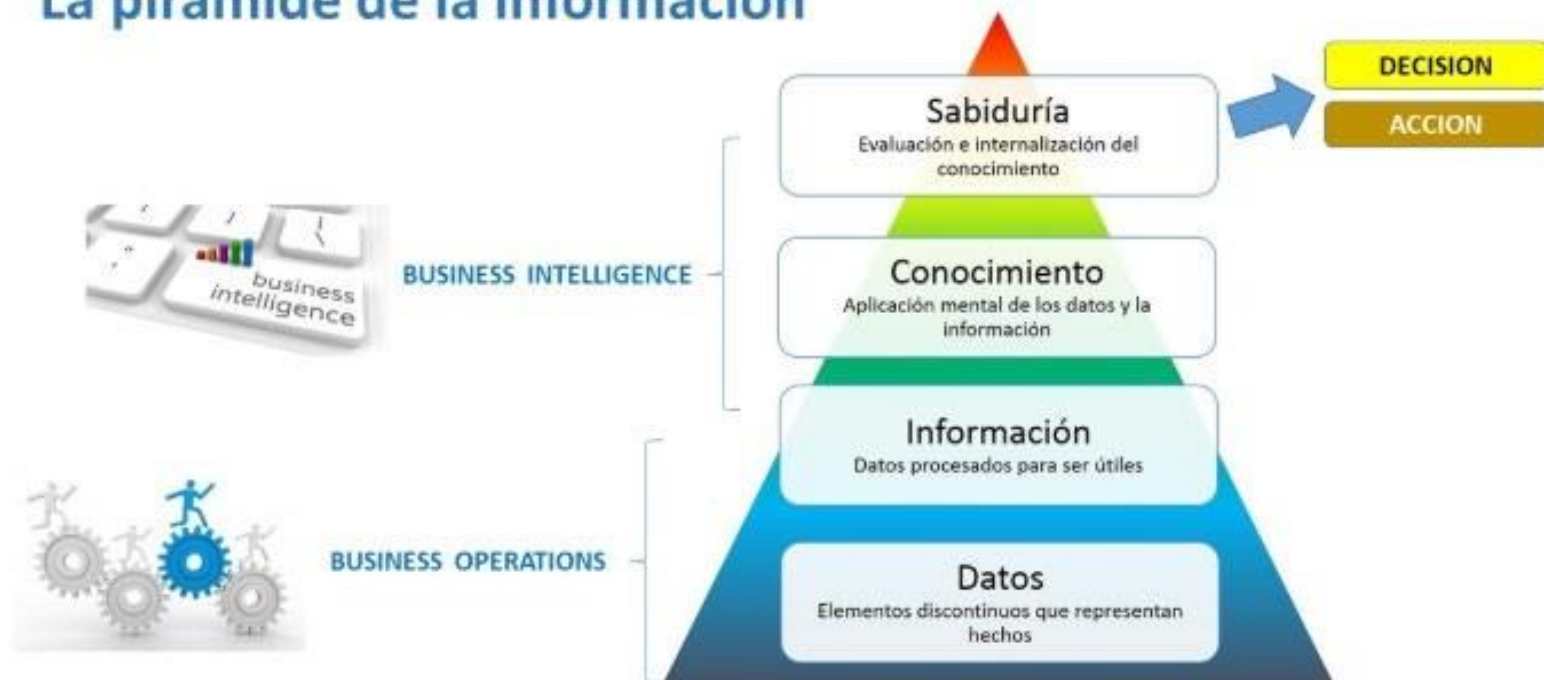 La pirámide de la información
DECISION
ACCION
Sabiduría
Evaluación e internalización del
conocimiento
business
intelligence
BUSINESS INTELLIGENCE
Conocimiento
Aplicación mental de los datos y la
información
Información
Datos procesados para ser útiles
BUSINESS OPERATIONS
Datos
Elementos discontinuos que representan
hechos